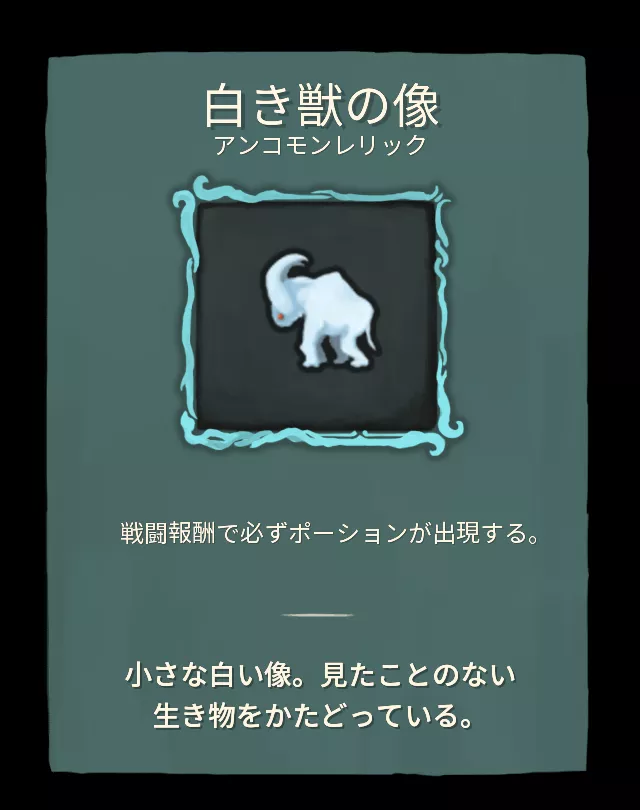 白き獣の像
アンコモンレリック
戦闘報酬で必ずポーションが出現する。
小さな白い像。見たことのない
生き物をかたどっている。